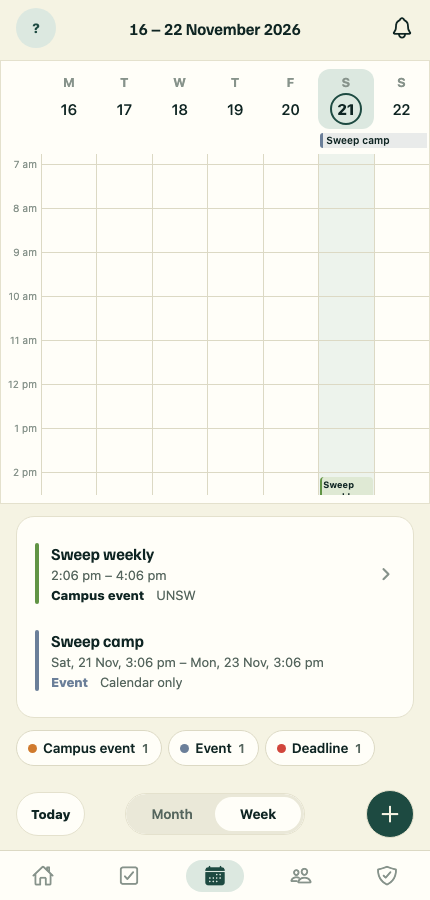 ?
16 – 22 November 2026
M T W T F S S
16 17 18 19 20 21 22
Sweep camp
7 am
8 am
9 am
10 am
11 am
12 pm
1 pm
2 pm
Sweep
Sweep weekly
2:06 pm – 4:06 pm
Campus event UNSW
Sweep camp
Sat, 21 Nov, 3:06 pm – Mon, 23 Nov, 3:06 pm
Event Calendar only
Campus event 1 Event 1 Deadline 1
Today Month Week